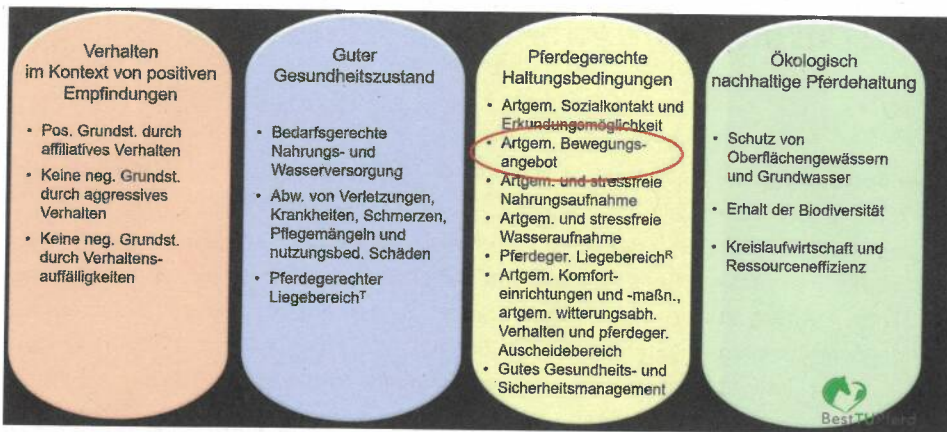 Verhalten
im Kontext von positiven
Empfindungen
• Pos. Grundst. durch
affiliatives Verhalten
• Keine neg. Grundst.
durch aggressives
Verhalten
• Keine neg. Grundst.
durch Verhaltens-
auffälligkeiten
Guter
Gesundheitszustand
• Bedarfsgerechte
Nahrungs- und
Wasserversorgung
• Abw. von Verletzungen,
Krankheiten, Schmerzen,
Pflegemängeln und
nutzungsbed. Schäden
• Pferdegerechter
Liegebereichᵀ
Pferdegerechte
Haltungsbedingungen
• Artgem. Sozialkontakt und
Erkundungsmöglichkeit
• Artgem. Bewegungs-
angebot
• Artgem. und stressfreie
Nahrungsaufnahme
• Artgem. und stressfreie
Wasseraufnahme
• Pferdeger. Liegebereichᴿ
• Artgem. Komfort-
einrichtungen und -maßn.,
artgem. witterungsabh.
Verhalten und pferdeger.
Auscheidebereich
• Gutes Gesundheits- und
Sicherheitsmanagement
Ökologisch
nachhaltige Pferdehaltung
• Schutz von
Oberflächengewässern
und Grundwasser
• Erhalt der Biodiversität
• Kreislaufwirtschaft und
Ressourceneffizienz
BestTUPferd